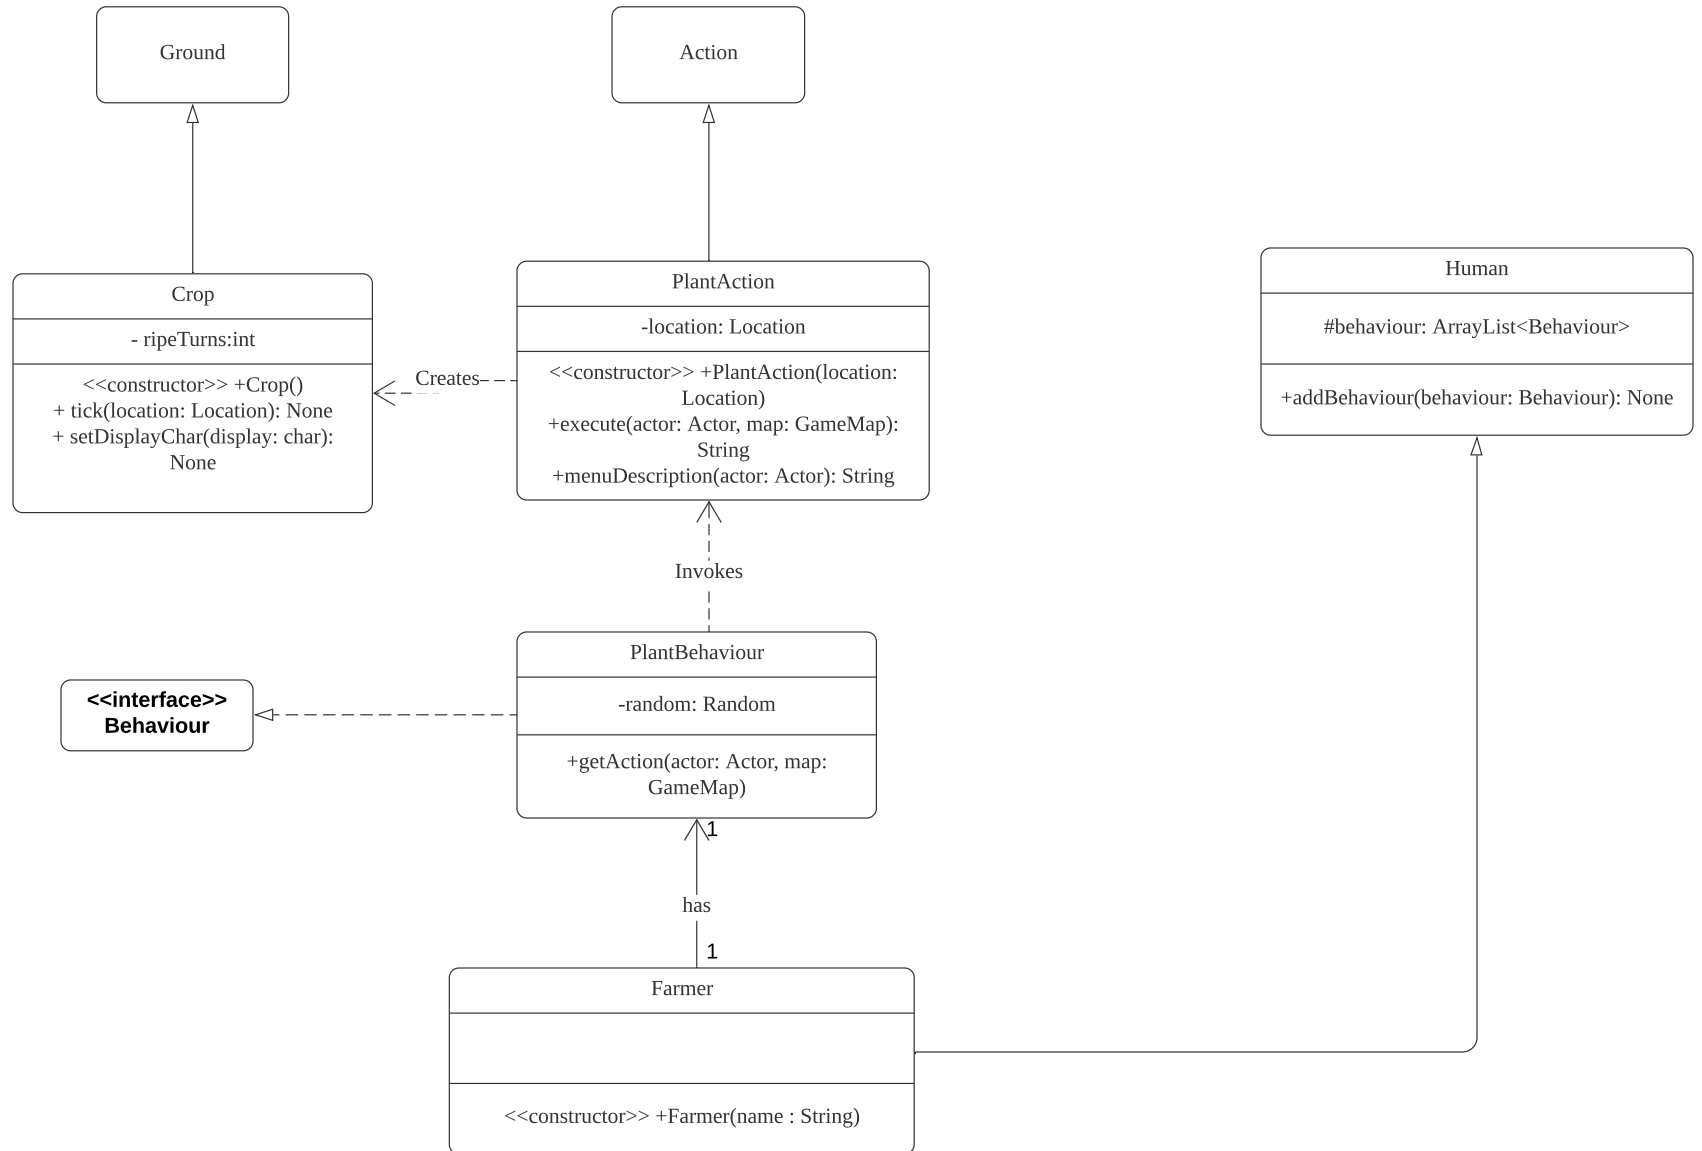 Ground
Action
Crop
- ripeTurns:int
<<constructor>> +Crop()
+ tick(location: Location): None
+ setDisplayChar(display: char):
None
Creates
PlantAction
-location: Location
<<constructor>> +PlantAction(location:
Location)
+execute(actor: Actor, map: GameMap):
String
+menuDescription(actor: Actor): String
Human
#behaviour: ArrayList<Behaviour>
+addBehaviour(behaviour: Behaviour): None
Invokes
<<interface>>
Behaviour
PlantBehaviour
-random: Random
+getAction(actor: Actor, map:
GameMap)
1
has
1
Farmer
<<constructor>> +Farmer(name : String)